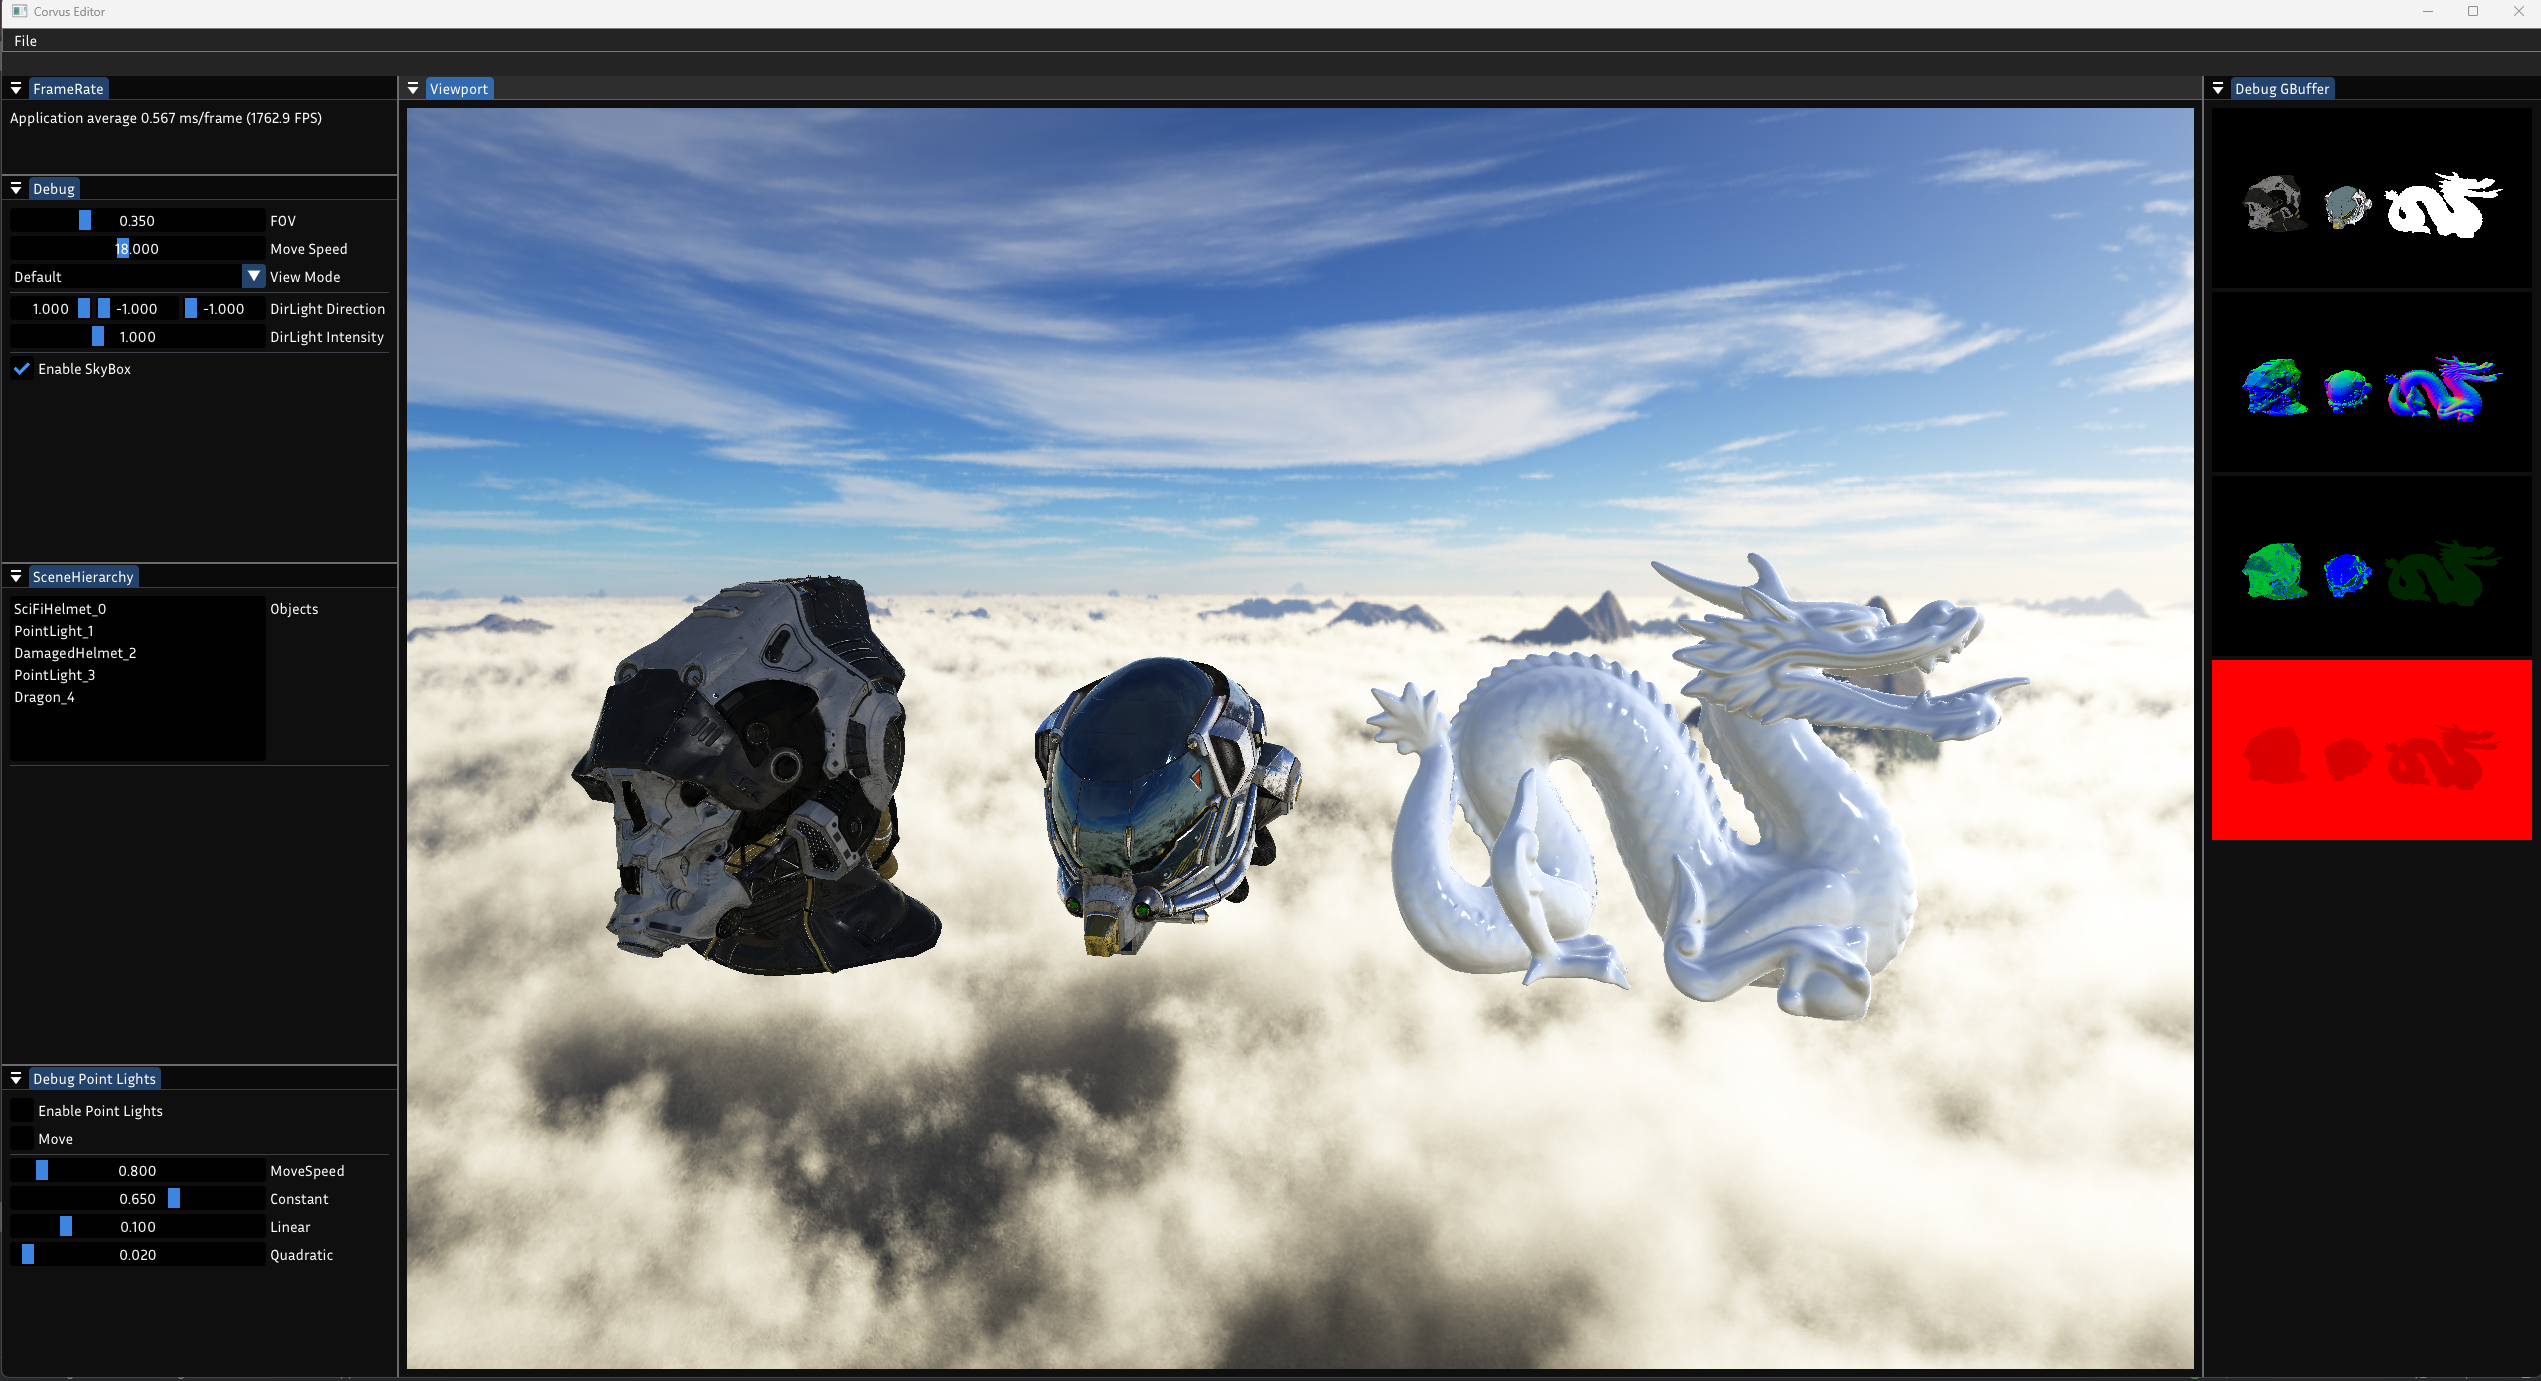 Corvus Editor
File
FrameRate
Application average 0.567 ms/frame (1762.9 FPS)
Debug
0.350 FOV
18.000 Move Speed
Default View Mode
1.000 -1.000 -1.000 DirLight Direction
1.000 DirLight Intensity
Enable SkyBox
SceneHierarchy
SciFiHelmet_0 Objects
PointLight_1
DamagedHelmet_2
PointLight_3
Dragon_4
Debug Point Lights
Enable Point Lights
Move
0.800 MoveSpeed
0.650 Constant
0.100 Linear
0.020 Quadratic
Viewport
Debug GBuffer